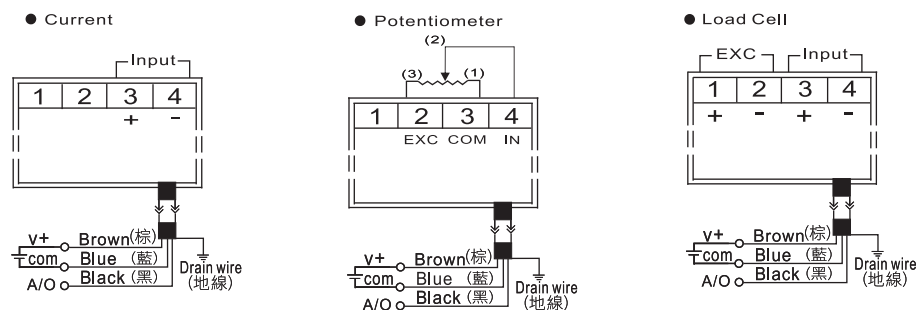 ● Current
Input
1 2 3 4
+ -
V+ Brown(棕)
com Blue (藍)
A/O Black(黑)
Drain wire
(地線)
● Potentiometer
(2)
(3) (1)
1 2 3 4
EXC COM IN
V+ Brown(棕)
com Blue (藍)
A/O Black(黑)
Drain wire
(地線)
● Load Cell
EXC Input
1 2 3 4
+ - + -
V+ Brown(棕)
com Blue (藍)
A/O Black(黑)
Drain wire
(地線)